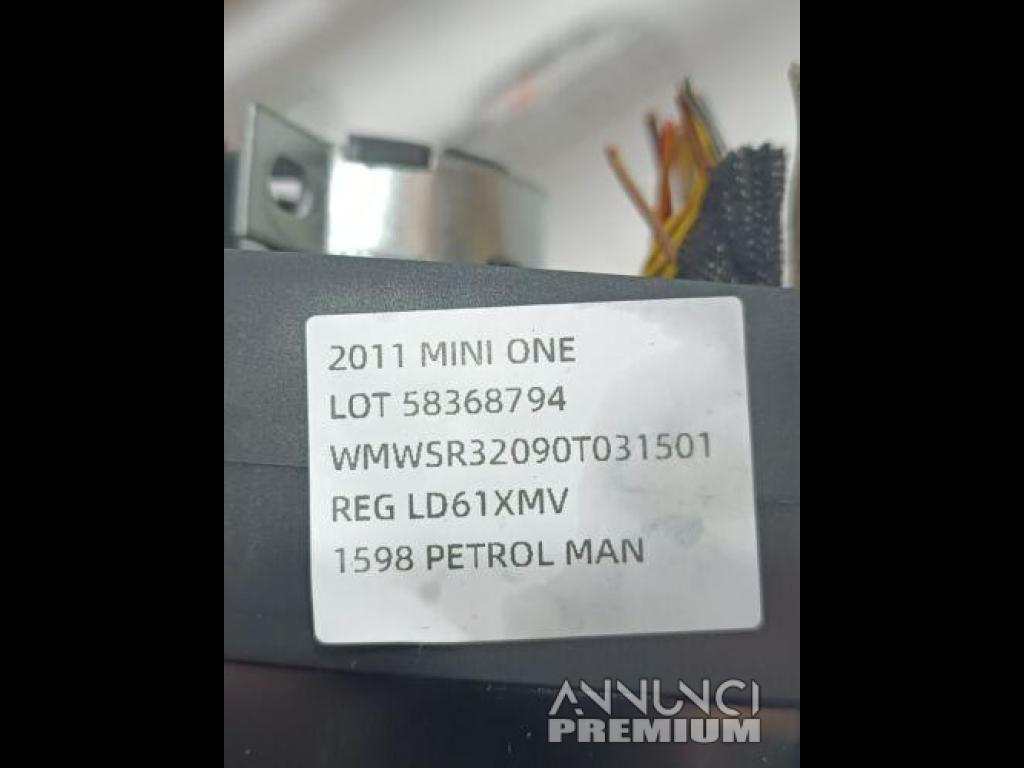 2011 MINI ONE
LOT 58368794
WMWSR32090T031501
REG LD61XMV
1598 PETROL MAN
ANNUNCI
PREMIUM